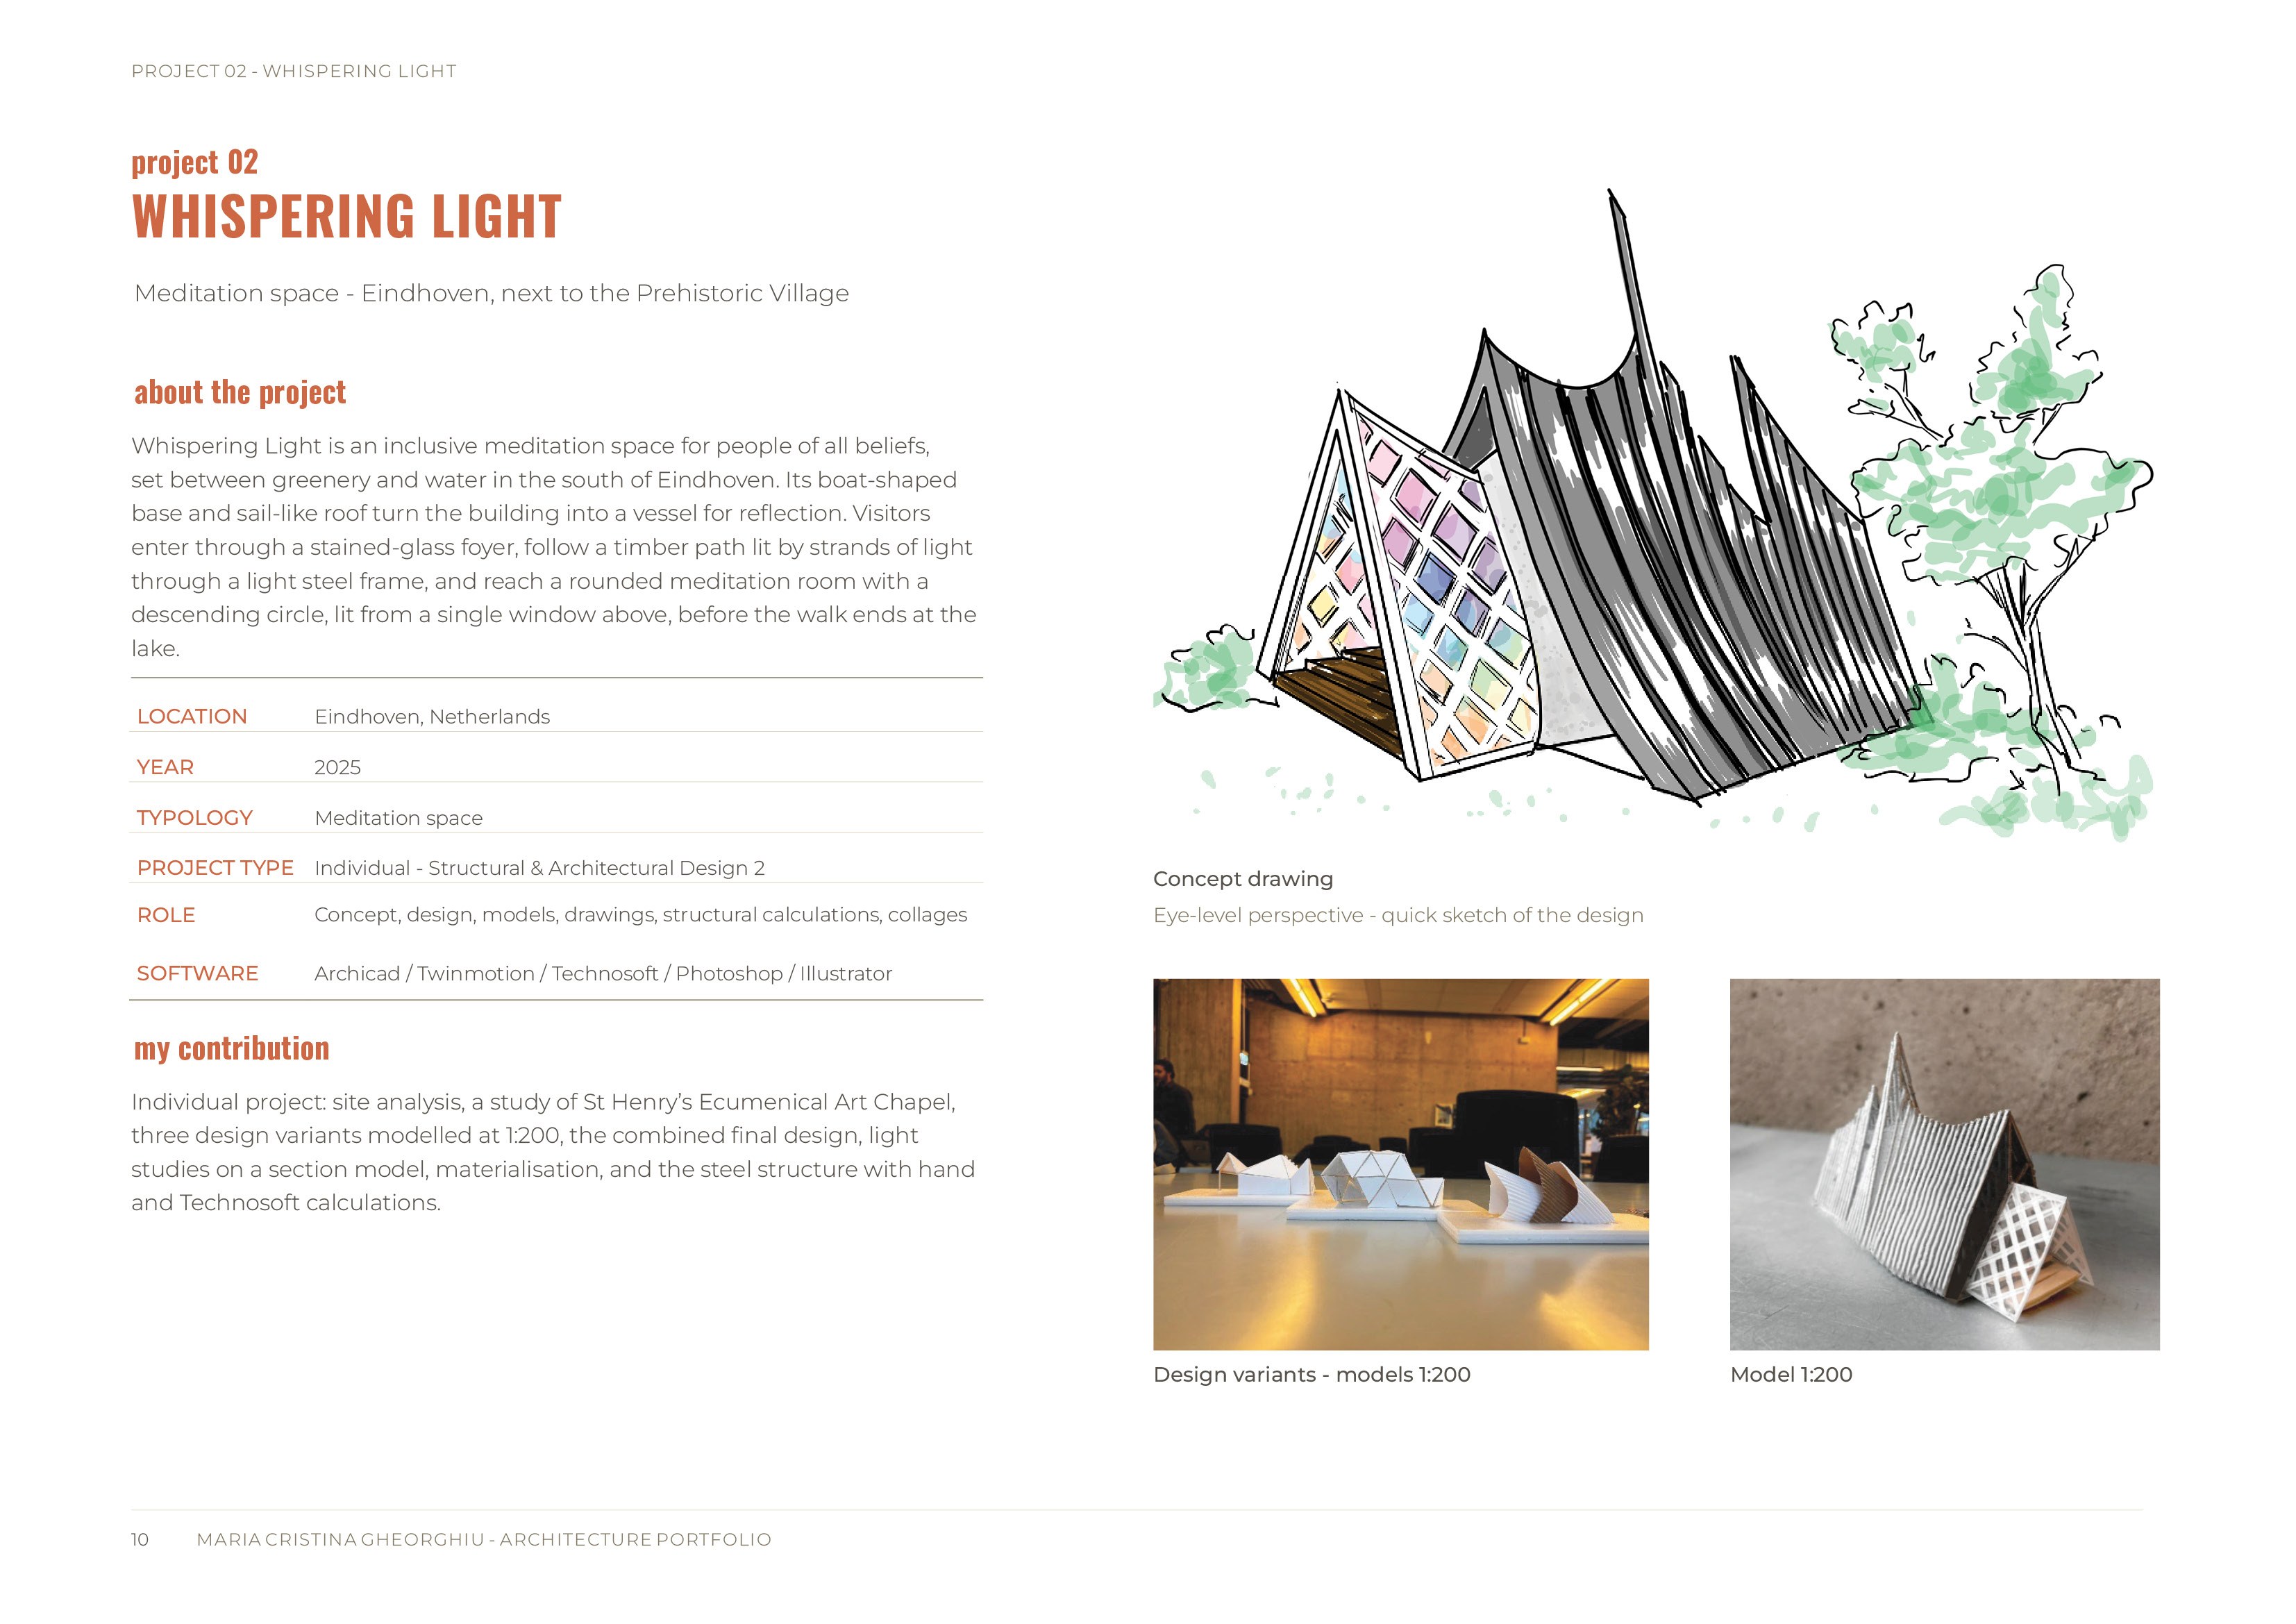 PROJECT 02 - WHISPERING LIGHT
project 02
WHISPERING LIGHT
Meditation space - Eindhoven, next to the Prehistoric Village
about the project
Whispering Light is an inclusive meditation space for people of all beliefs,
set between greenery and water in the south of Eindhoven. Its boat-shaped
base and sail-like roof turn the building into a vessel for reflection. Visitors
enter through a stained-glass foyer, follow a timber path lit by strands of light
through a light steel frame, and reach a rounded meditation room with a
descending circle, lit from a single window above, before the walk ends at the
lake.
LOCATION Eindhoven, Netherlands
YEAR 2025
TYPOLOGY Meditation space
PROJECT TYPE Individual - Structural & Architectural Design 2
ROLE Concept, design, models, drawings, structural calculations, collages
SOFTWARE Archicad / Twinmotion / Technosoft / Photoshop / Illustrator
my contribution
Individual project: site analysis, a study of St Henry’s Ecumenical Art Chapel,
three design variants modelled at 1:200, the combined final design, light
studies on a section model, materialisation, and the steel structure with hand
and Technosoft calculations.
Concept drawing
Eye-level perspective - quick sketch of the design
Design variants - models 1:200
Model 1:200
10 MARIA CRISTINA GHEORGHIU - ARCHITECTURE PORTFOLIO